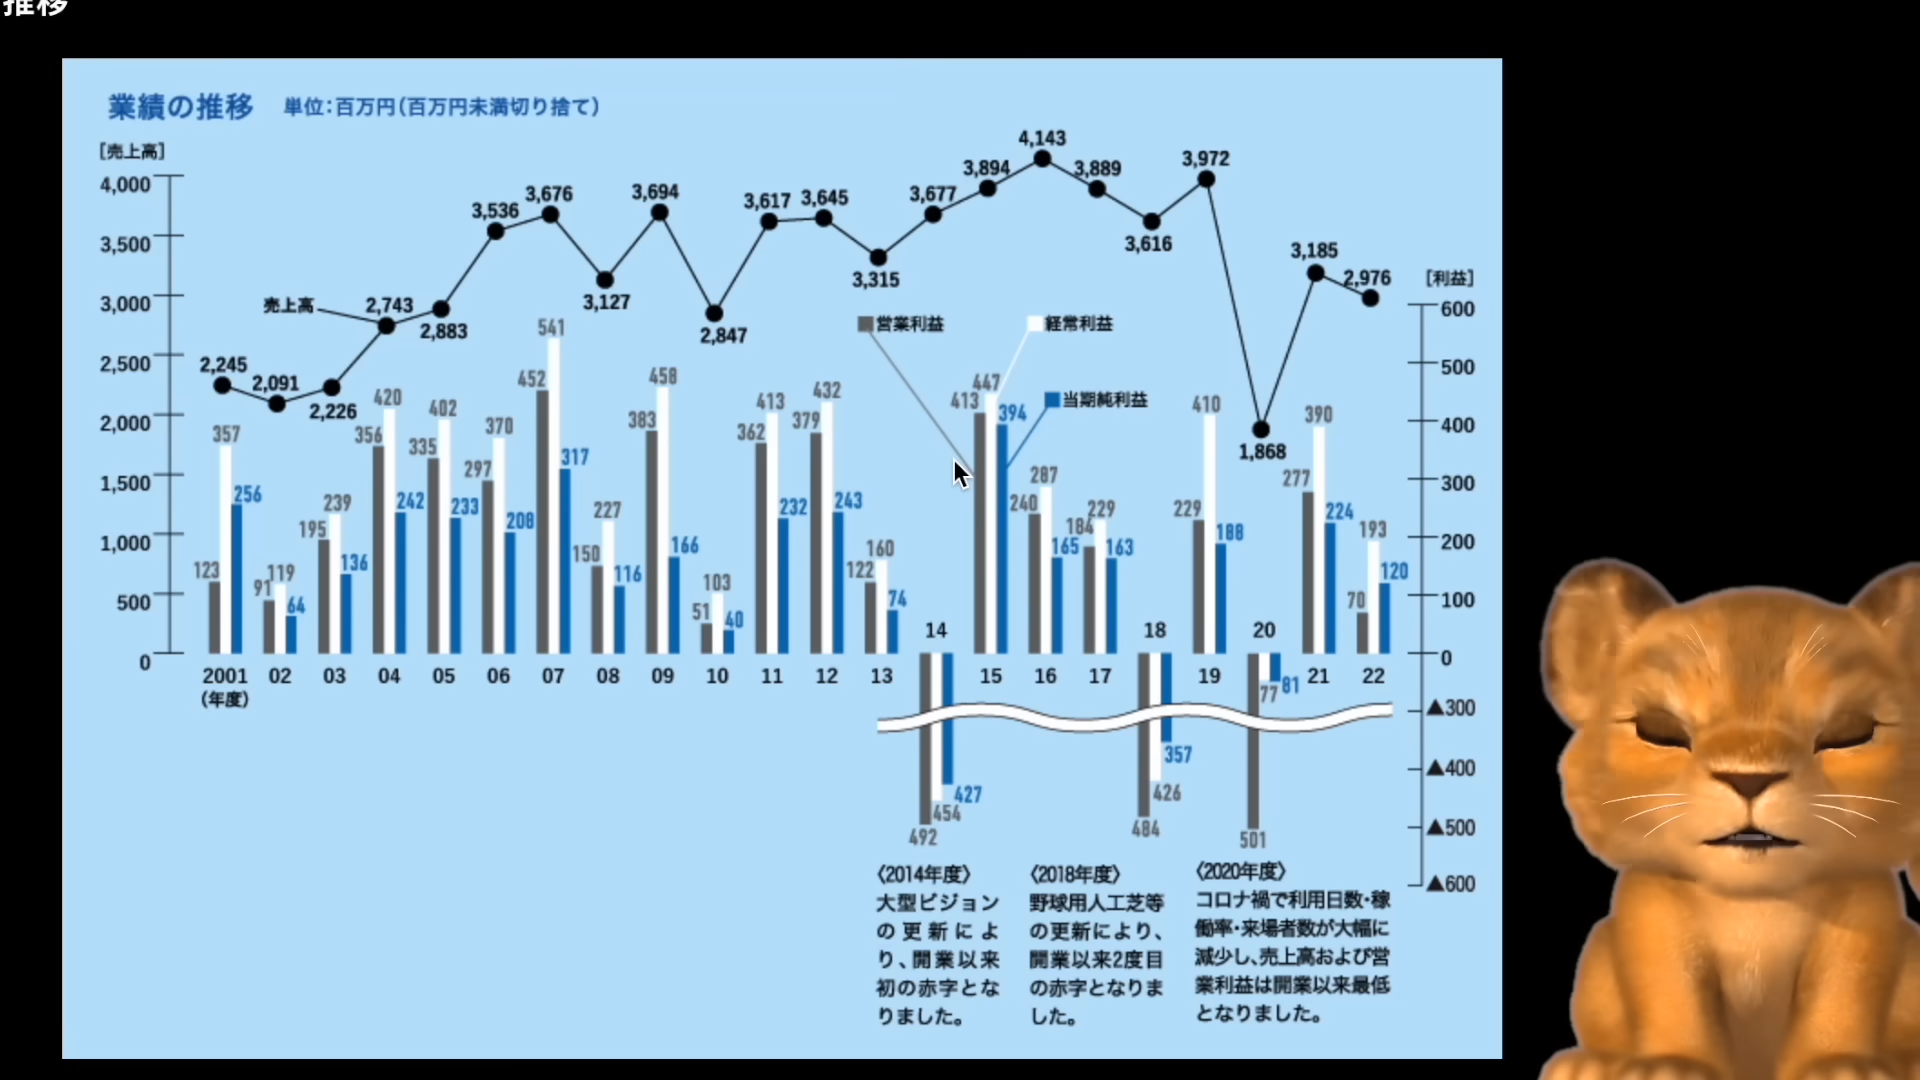 推移
業績の推移 単位：百万円（百万円未満切り捨て）
［売上高］
4,000
3,500
3,000
2,500
2,000
1,500
1,000
500
0
売上高
2,245
2,091
2,226
2,743
2,883
3,536
3,676
3,127
3,694
2,847
3,617
3,645
3,315
3,677
3,894
4,143
3,889
3,616
3,972
1,868
3,185
2,976
営業利益
経常利益
当期純利益
123 357 256
91 119 64
195 239 136
356 420 242
335 402 233
297 370 208
452 541 317
150 227 116
383 458 166
51 103 40
362 413 232
379 432 243
122 160 74
492 454 427
413 447 394
240 287 165
184 229 163
484 426 357
229 410 188
501 77 81
277 390 224
70 193 120
2001 02 03 04 05 06 07 08 09 10 11 12 13 14 15 16 17 18 19 20 21 22
（年度）
［利益］
600
500
400
300
200
100
0
▲300
▲400
▲500
▲600
〈2014年度〉
大型ビジョン
の更新によ
り、開業以来
初の赤字とな
りました。
〈2018年度〉
野球用人工芝等
の更新により、
開業以来2度目
の赤字となりま
した。
〈2020年度〉
コロナ禍で利用日数・稼
働率・来場者数が大幅に
減少し、売上高および営
業利益は開業以来最低
となりました。